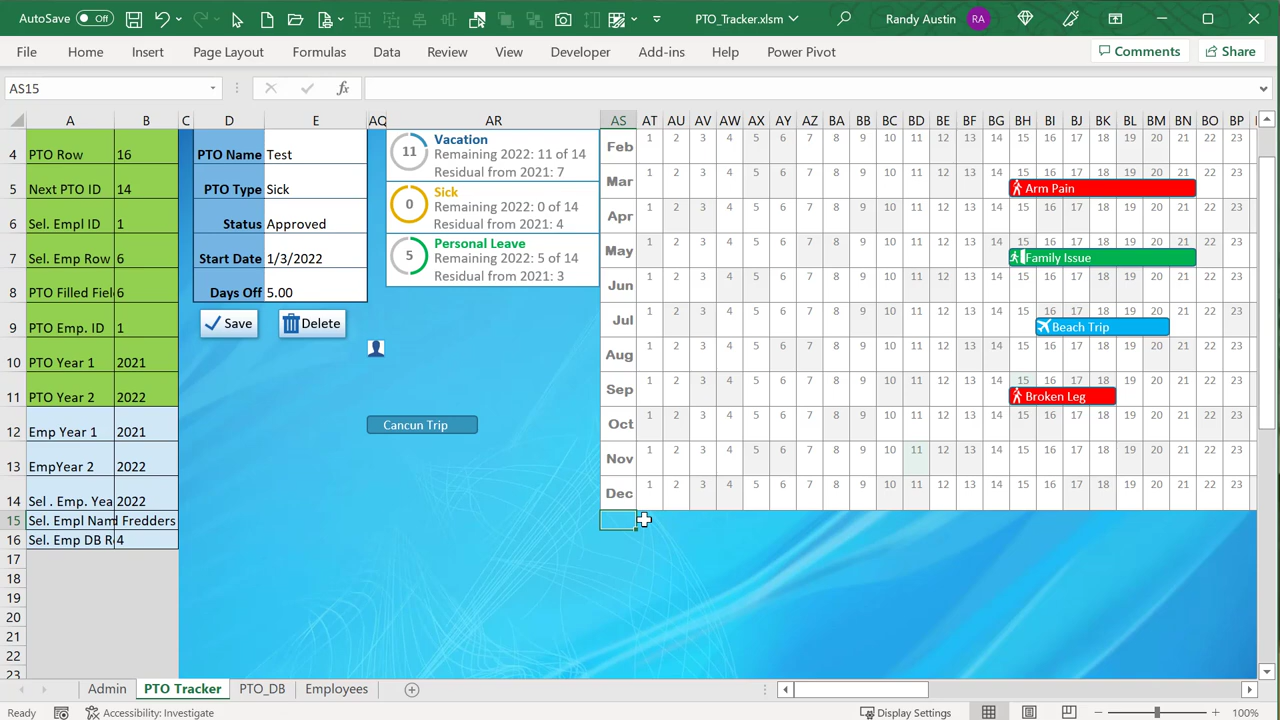 AutoSave Off PTO_Tracker.xlsm Randy Austin RA
File Home Insert Page Layout Formulas Data Review View Developer Add-ins Help Power Pivot Comments Share
AS15 fx
A B C D E AQ AR AS AT AU AV AW AX AY AZ BA BB BC BD BE BF BG BH BI BJ BK BL BM BN BO BP
4 PTO Row 16 PTO Name Test
5 Next PTO ID 14 PTO Type Sick
6 Sel. Empl ID 1 Status Approved
7 Sel. Emp Row 6 Start Date 1/3/2022
8 PTO Filled Fiel 6 Days Off 5.00
9 PTO Emp. ID 1 Save Delete
10 PTO Year 1 2021
11 PTO Year 2 2022
12 Emp Year 1 2021
13 EmpYear 2 2022
14 Sel . Emp. Yea 2022
15 Sel. Empl Nam Fredders
16 Sel. Emp DB R 4
17
18
19
20
21
22
23
11 Vacation
Remaining 2022: 11 of 14
Residual from 2021: 7
0 Sick
Remaining 2022: 0 of 14
Residual from 2021: 4
5 Personal Leave
Remaining 2022: 5 of 14
Residual from 2021: 3
Cancun Trip
Feb 1 2 3 4 5 6 7 8 9 10 11 12 13 14 15 16 17 18 19 20 21 22 23
Mar 1 2 3 4 5 6 7 8 9 10 11 12 13 14 15 16 17 18 19 20 21 22 23
Arm Pain
Apr 1 2 3 4 5 6 7 8 9 10 11 12 13 14 15 16 17 18 19 20 21 22 23
May 1 2 3 4 5 6 7 8 9 10 11 12 13 14 15 16 17 18 19 20 21 22 23
Family Issue
Jun 1 2 3 4 5 6 7 8 9 10 11 12 13 14 15 16 17 18 19 20 21 22 23
Jul 1 2 3 4 5 6 7 8 9 10 11 12 13 14 15 16 17 18 19 20 21 22 23
Beach Trip
Aug 1 2 3 4 5 6 7 8 9 10 11 12 13 14 15 16 17 18 19 20 21 22 23
Sep 1 2 3 4 5 6 7 8 9 10 11 12 13 14 15 16 17 18 19 20 21 22 23
Broken Leg
Oct 1 2 3 4 5 6 7 8 9 10 11 12 13 14 15 16 17 18 19 20 21 22 23
Nov 1 2 3 4 5 6 7 8 9 10 11 12 13 14 15 16 17 18 19 20 21 22 23
Dec 1 2 3 4 5 6 7 8 9 10 11 12 13 14 15 16 17 18 19 20 21 22 23
Admin PTO Tracker PTO_DB Employees
Ready Accessibility: Investigate Display Settings 100%